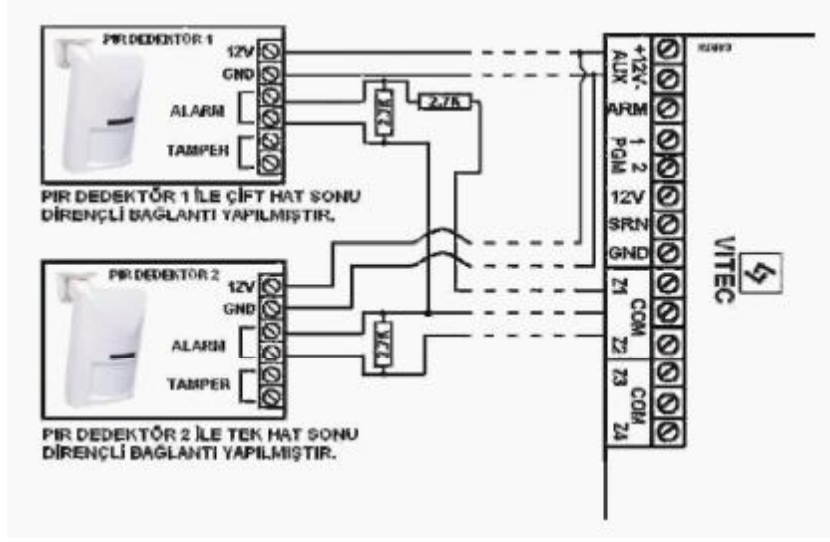 PIR DEDEKTÖR 1
12V
GND
ALARM
TAMPER
PIR DEDEKTÖR 1 İLE ÇİFT HAT SONU
DİRENÇLİ BAĞLANTI YAPILMIŞTIR.
2.7K
2.7K
PIR DEDEKTÖR 2
12V
GND
ALARM
TAMPER
PIR DEDEKTÖR 2 İLE TEK HAT SONU
DİRENÇLİ BAĞLANTI YAPILMIŞTIR.
2.7K
+12V-
AUX
ARM
1 2
PGM
12V
SRN
GND
Z1
COM
Z2
Z3
COM
Z4
VITEC